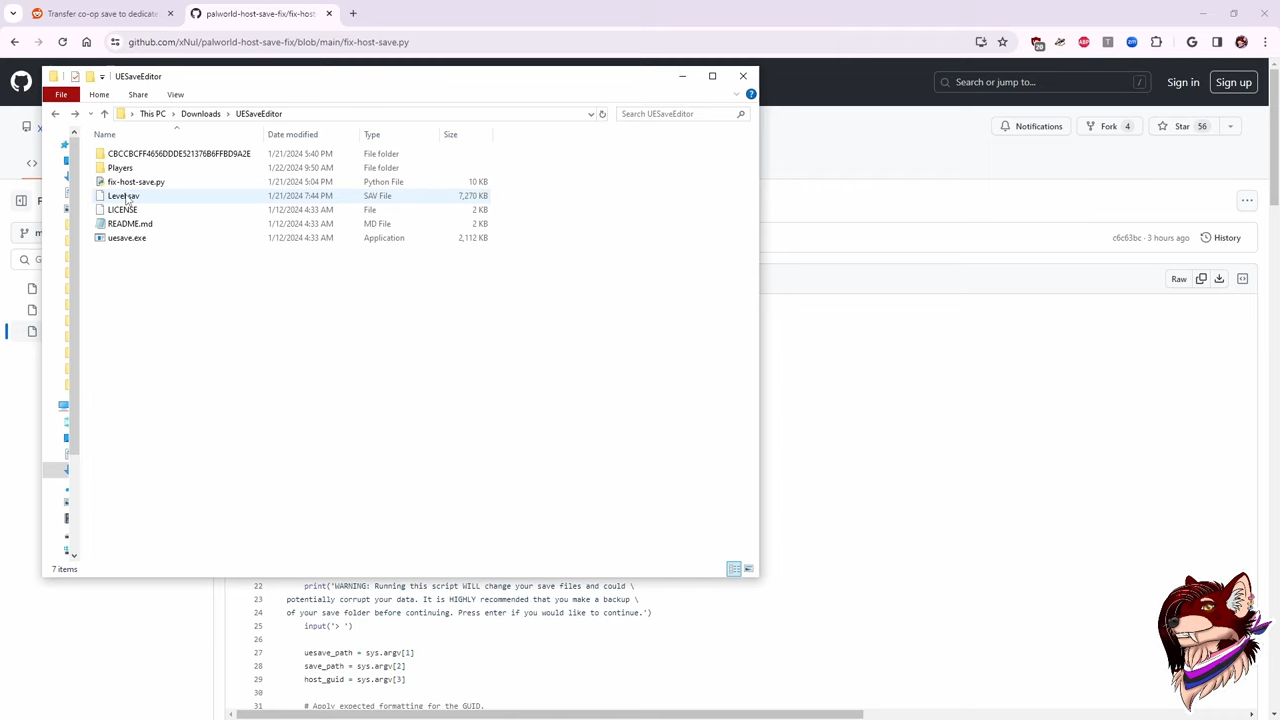 Transfer co-op save to dedicate
palworld-host-save-fix/fix-host
github.com/xNul/palworld-host-save-fix/blob/main/fix-host-save.py
20
ABP
T
G
UESaveEditor
Search or jump to...
/
Sign in
Sign up
File
Home
Share
View
This PC > Downloads > UESaveEditor
Search UESaveEditor
Notifications
Fork 4
Star 56
Name
Date modified
Type
Size
CBCCBCFF4656DDDE521376B6FFBD9A2E 1/21/2024 5:40 PM File folder
Players 1/22/2024 9:50 AM File folder
fix-host-save.py 1/21/2024 5:04 PM Python File 10 KB
Level.sav 1/21/2024 7:44 PM SAV File 7,270 KB
LICENSE 1/12/2024 4:33 AM File 2 KB
README.md 1/12/2024 4:33 AM MD File 2 KB
uesave.exe 1/12/2024 4:33 AM Application 2,112 KB
c6c63bc · 3 hours ago
History
Raw
7 items
22 print('WARNING: Running this script WILL change your save files and could \
23 potentially corrupt your data. It is HIGHLY recommended that you make a backup \
24 of your save folder before continuing. Press enter if you would like to continue.')
25 input('> ')
26
27 uesave_path = sys.argv[1]
28 save_path = sys.argv[2]
29 host_guid = sys.argv[3]
30
31 # Apply expected formatting for the GUID.